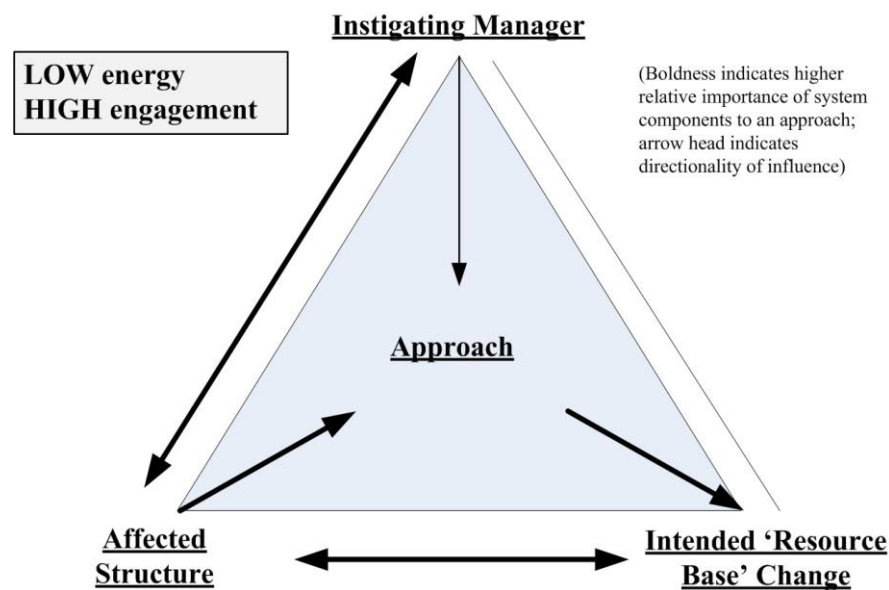 Instigating Manager
LOW energy
HIGH engagement
(Boldness indicates higher
relative importance of system
components to an approach;
arrow head indicates
directionality of influence)
Approach
Affected
Structure
Intended ‘Resource
Base’ Change